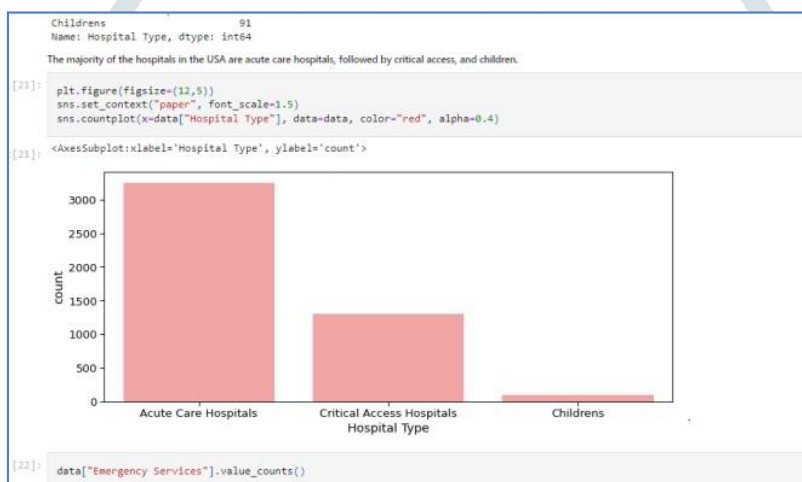 Childrens 91
Name: Hospital Type, dtype: int64
The majority of the hospitals in the USA are acute care hospitals, followed by critical access, and children.
[21]: plt.figure(figsize=(12,5))
sns.set_context("paper", font_scale=1.5)
sns.countplot(x=data["Hospital Type"], data=data, color="red", alpha=0.4)
[21]: <AxesSubplot:xlabel='Hospital Type', ylabel='count'>
3000
2500
2000
1500
1000
500
0
count
Acute Care Hospitals Critical Access Hospitals Childrens
Hospital Type
[22]: data["Emergency Services"].value_counts()